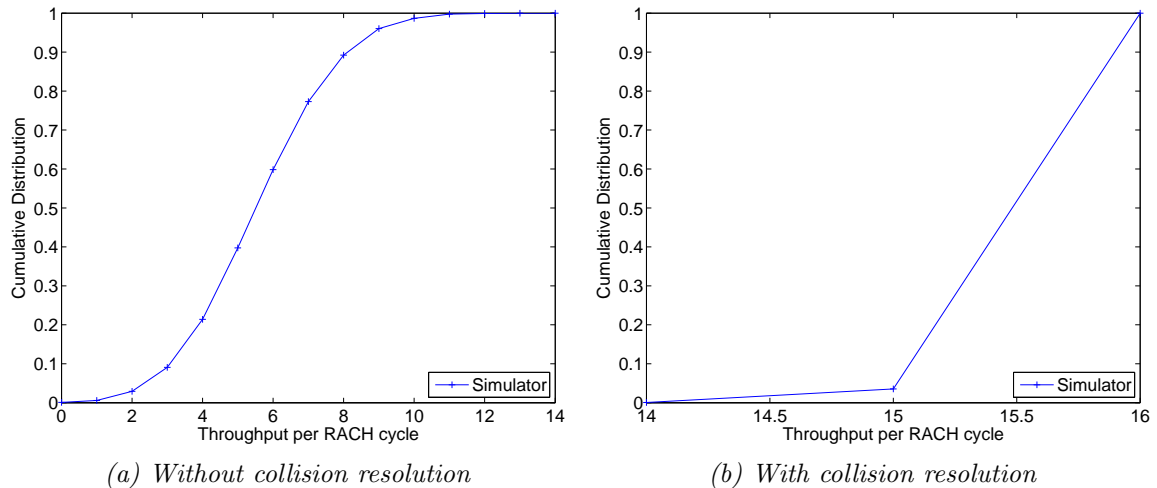 1
0.9
0.8
0.7
0.6
0.5
0.4
0.3
0.2
0.1
0
Cumulative Distribution
Simulator
0 2 4 6 8 10 12 14
Throughput per RACH cycle
(a) Without collision resolution
1
0.9
0.8
0.7
0.6
0.5
0.4
0.3
0.2
0.1
0
Cumulative Distribution
Simulator
14 14.5 15 15.5 16
Throughput per RACH cycle
(b) With collision resolution